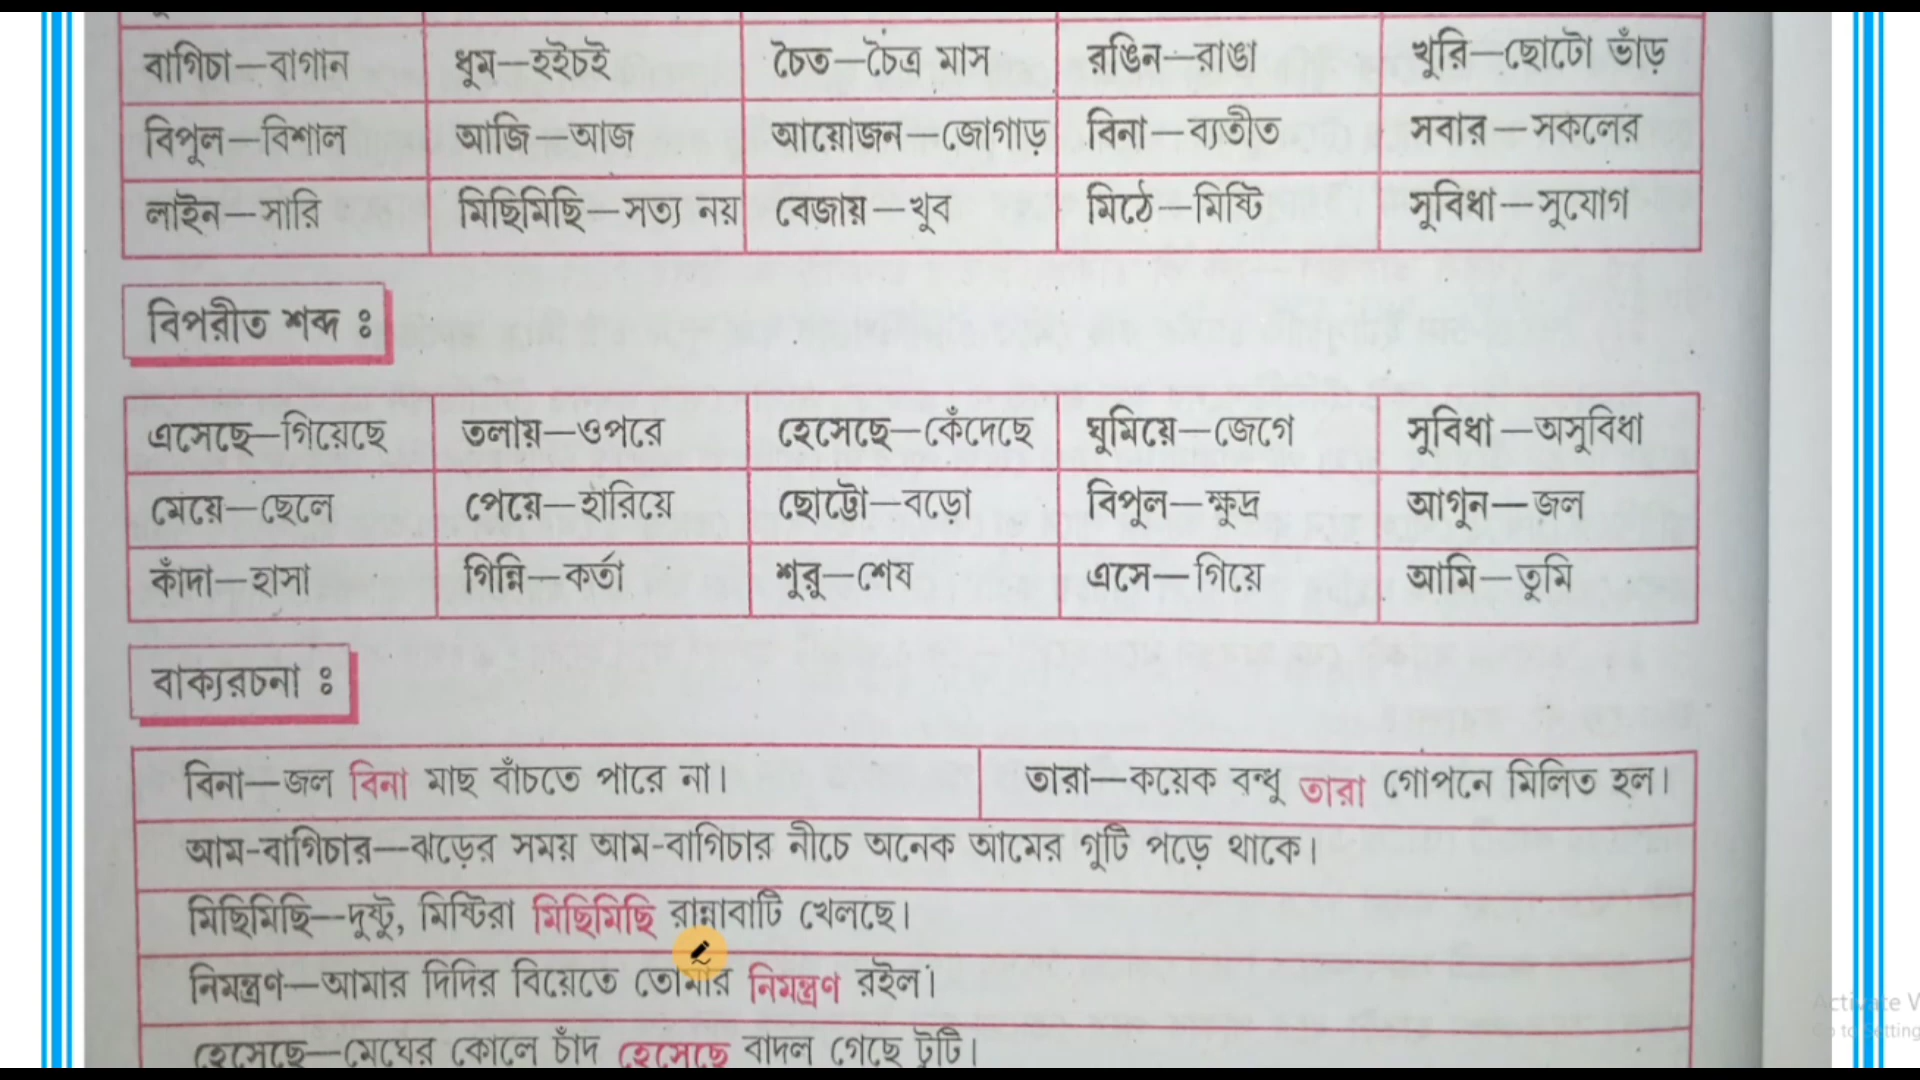 বাগিচা—বাগান ধুম—হইচই চৈত—চৈত্র মাস রঙিন—রাঙা খুরি—ছোটো ভাঁড়
বিপুল—বিশাল আজি—আজ আয়োজন—জোগাড় বিনা—ব্যতীত সবার—সকলের
লাইন—সারি মিছিমিছি—সত্য নয় বেজায়—খুব মিঠে—মিষ্টি সুবিধা—সুযোগ
বিপরীত শব্দ ঃ
এসেছে—গিয়েছে তলায়—ওপরে হেসেছে—কেঁদেছে ঘুমিয়ে—জেগে সুবিধা—অসুবিধা
মেয়ে—ছেলে পেয়ে—হারিয়ে ছোট্টো—বড়ো বিপুল—ক্ষুদ্র আগুন—জল
কাঁদা—হাসা গিন্নি—কর্তা শুরু—শেষ এসে—গিয়ে আমি—তুমি
বাক্যরচনা ঃ
বিনা—জল বিনা মাছ বাঁচতে পারে না। তারা—কয়েক বন্ধু তারা গোপনে মিলিত হল।
আম-বাগিচার—ঝড়ের সময় আম-বাগিচার নীচে অনেক আমের গুটি পড়ে থাকে।
মিছিমিছি—দুষ্টু, মিষ্টিরা মিছিমিছি রান্নাবাটি খেলছে।
নিমন্ত্রণ—আমার দিদির বিয়েতে তোমার নিমন্ত্রণ রইল।
হেসেছে—মেঘের কোলে চাঁদ হেসেছে বাদল গেছে টুটি।